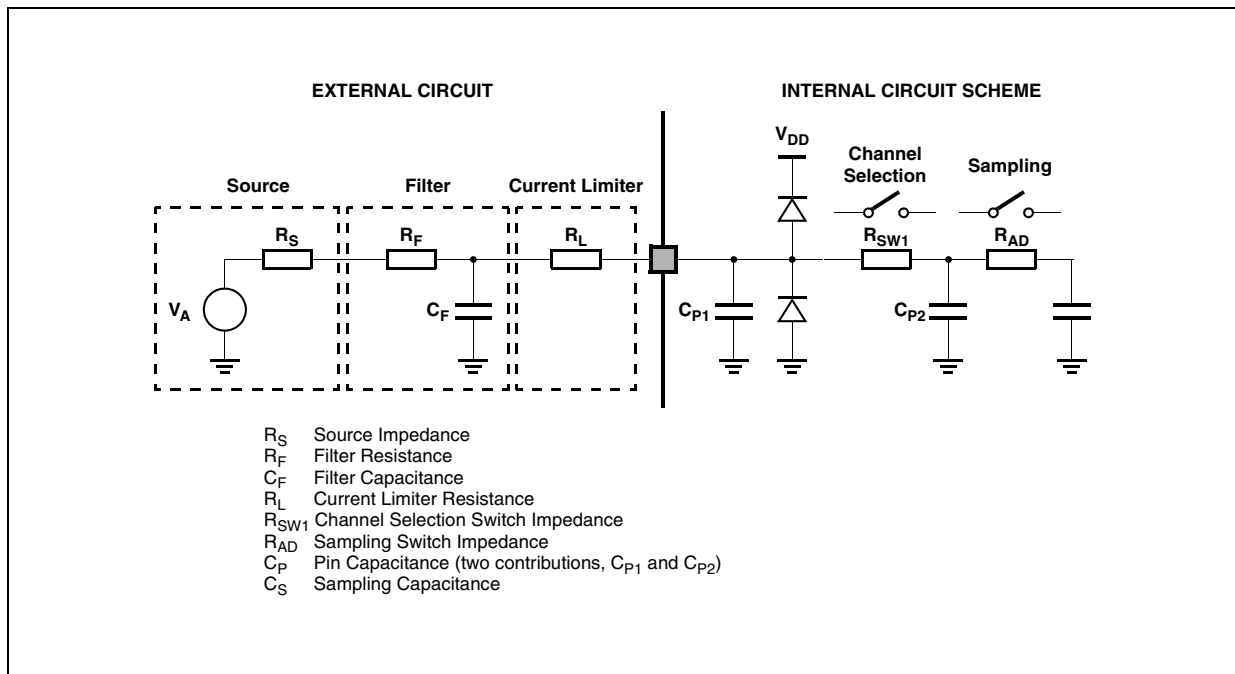 EXTERNAL CIRCUIT
INTERNAL CIRCUIT SCHEME
VDD
Channel
Selection
Sampling
Source
Filter
Current Limiter
RS
RF
RL
RSW1
RAD
VA
CF
CP1
CP2
RS Source Impedance
RF Filter Resistance
CF Filter Capacitance
RL Current Limiter Resistance
RSW1 Channel Selection Switch Impedance
RAD Sampling Switch Impedance
CP Pin Capacitance (two contributions, CP1 and CP2)
CS Sampling Capacitance